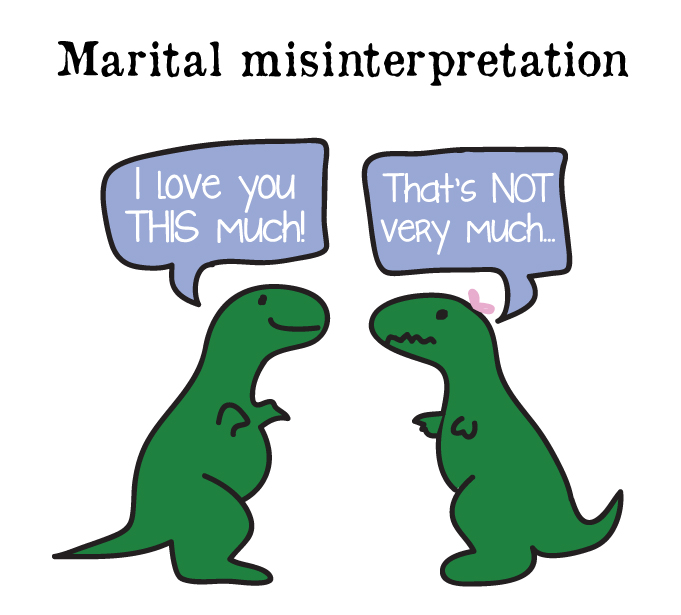 Marital misinterpretation
I love you
THIS much!
That's NOT
very much...